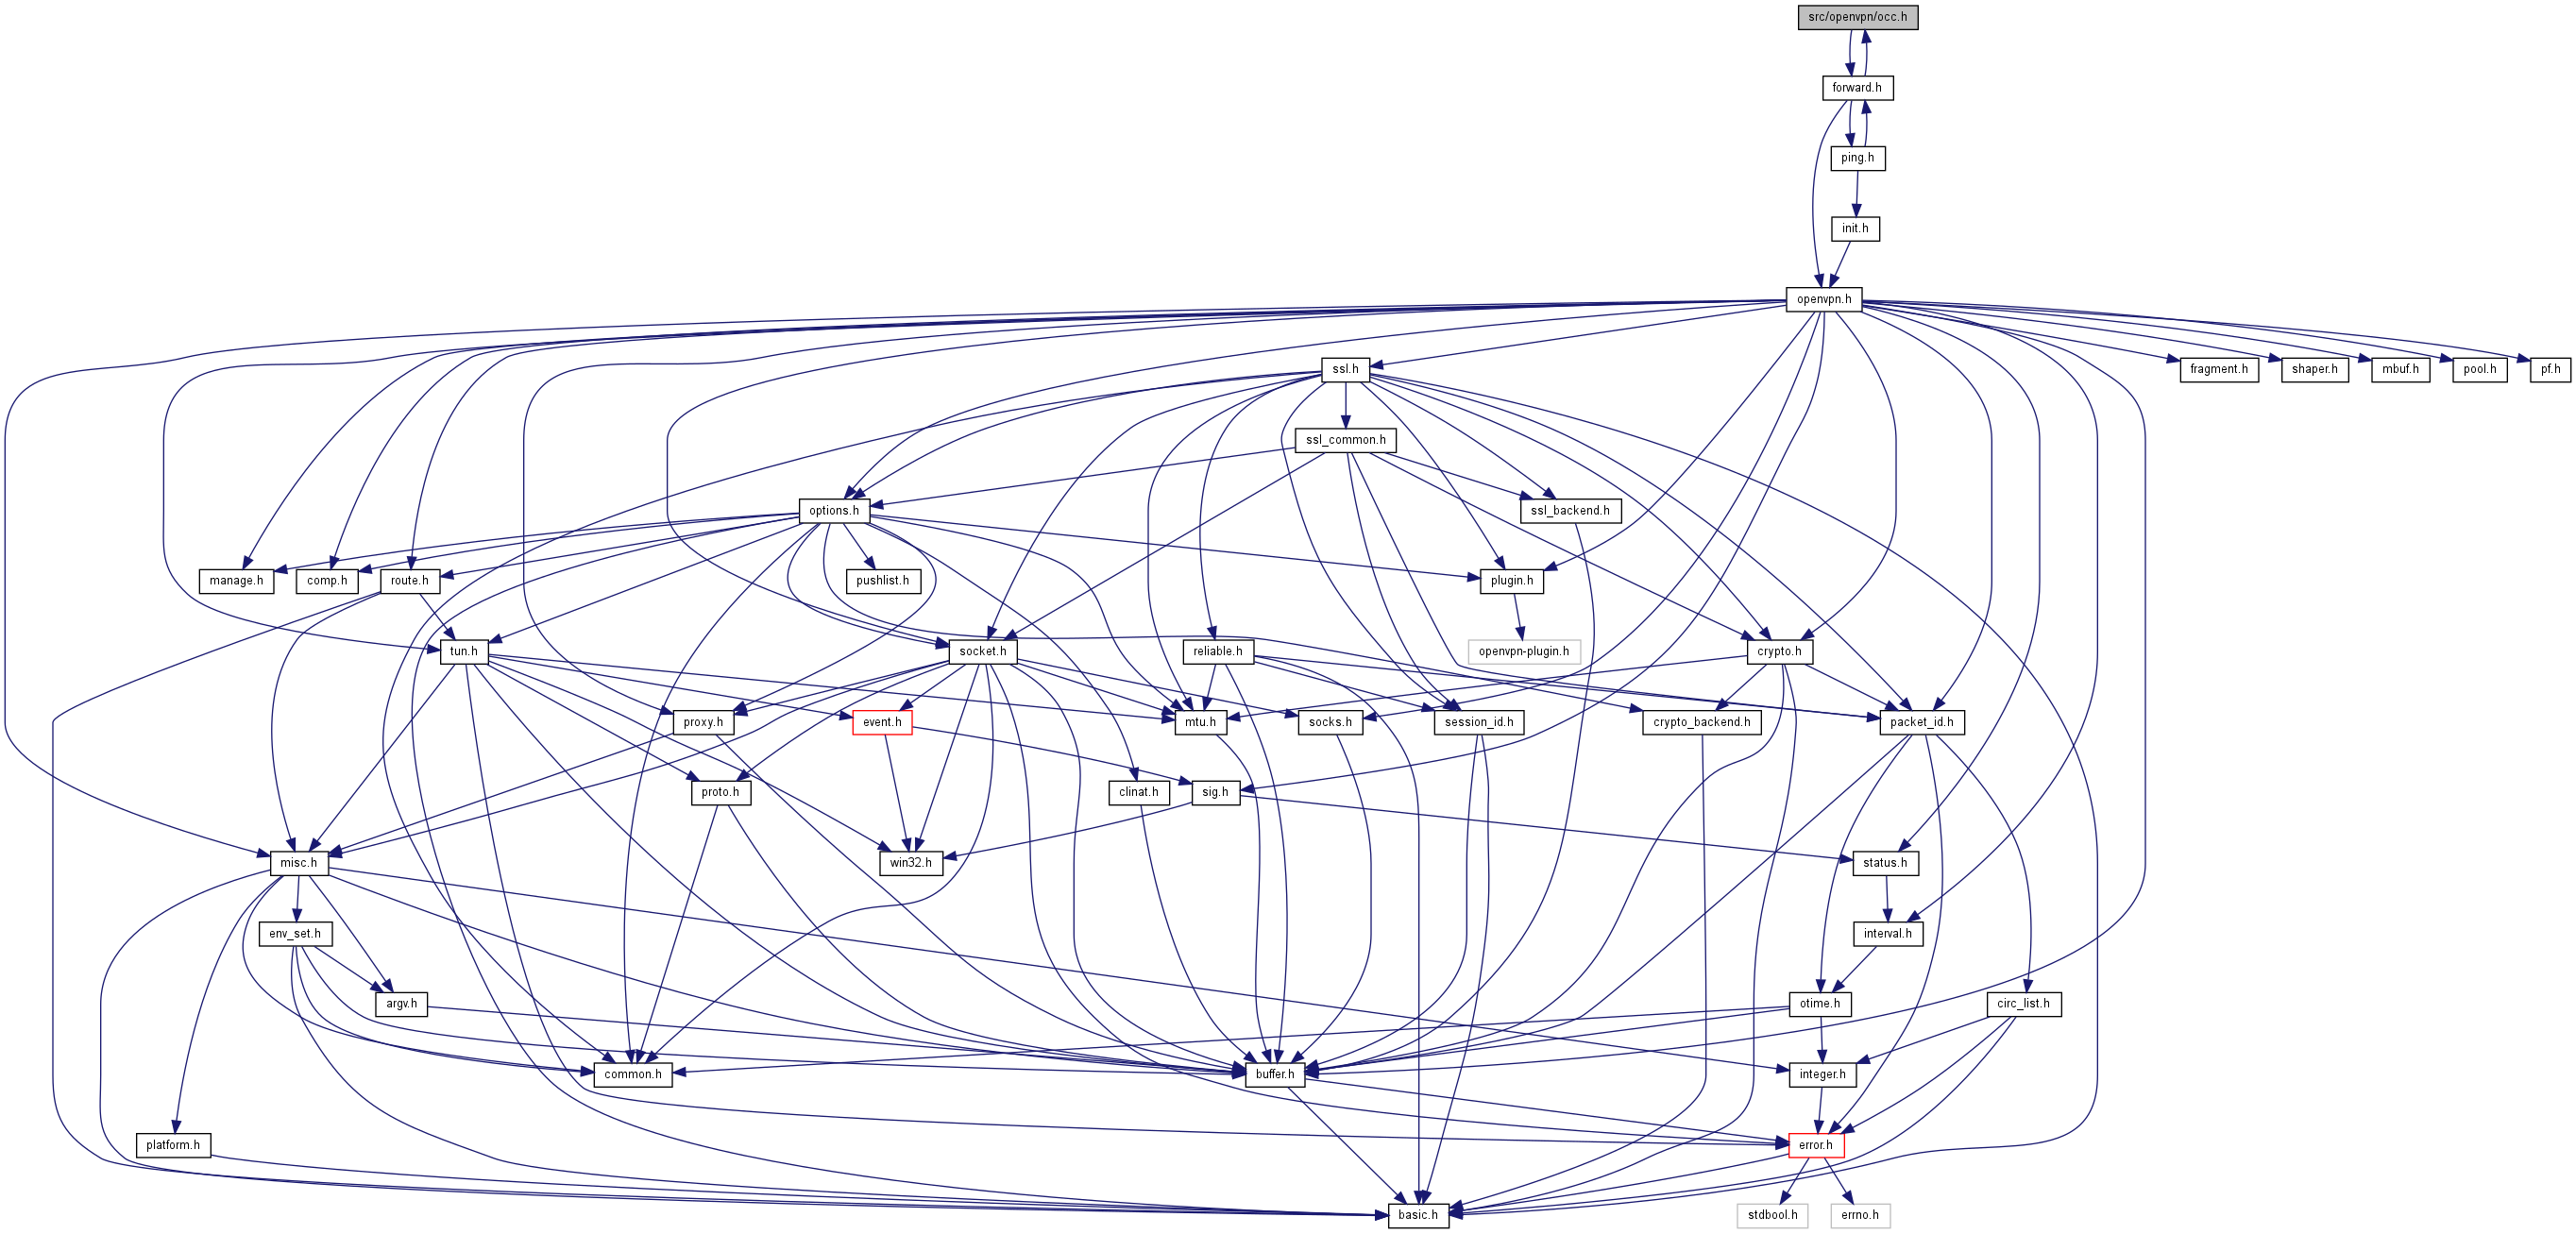 src/openvpn/occ.h
forward.h
ping.h
init.h
openvpn.h
ssl.h
fragment.h
shaper.h
mbuf.h
pool.h
pf.h
ssl_common.h
options.h
ssl_backend.h
manage.h
comp.h
route.h
pushlist.h
plugin.h
tun.h
socket.h
reliable.h
openvpn-plugin.h
crypto.h
proxy.h
event.h
mtu.h
socks.h
session_id.h
crypto_backend.h
packet_id.h
proto.h
clinat.h
sig.h
misc.h
win32.h
status.h
env_set.h
interval.h
argv.h
otime.h
circ_list.h
common.h
buffer.h
integer.h
platform.h
error.h
basic.h
stdbool.h
errno.h